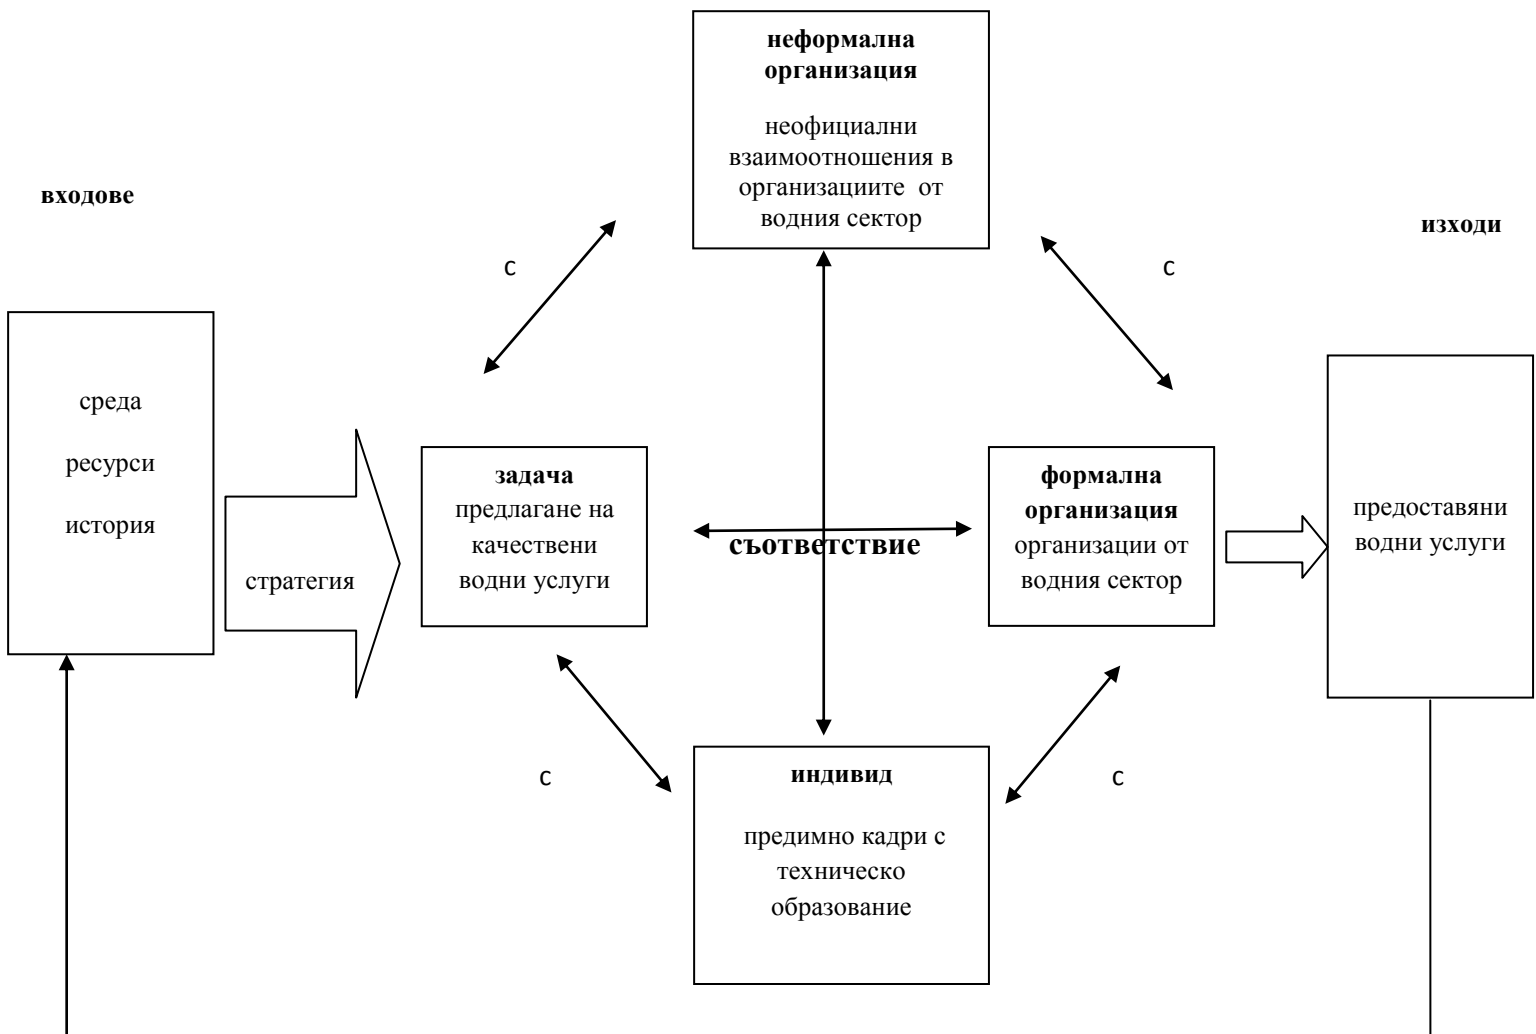 неформална
организация
неофициални
взаимоотношения в
организациите от
водния сектор
входове
изходи
с
с
среда
ресурси
история
стратегия
задача
предлагане на
качествени
водни услуги
съответствие
формална
организация
организации от
водния сектор
предоставяни
водни услуги
с
с
индивид
предимно кадри с
техническо
образование